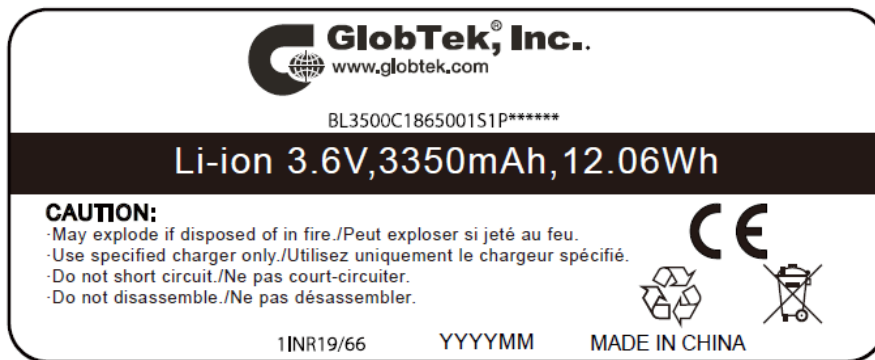 GlobTek®, Inc..
www.globtek.com
BL3500C1865001S1P******
Li-ion 3.6V,3350mAh,12.06Wh
CAUTION:
·May explode if disposed of in fire./Peut exploser si jeté au feu.
·Use specified charger only./Utilisez uniquement le chargeur spécifié.
·Do not short circuit./Ne pas court-circuiter.
·Do not disassemble./Ne pas désassembler.
CE
1INR19/66 YYYYMM MADE IN CHINA